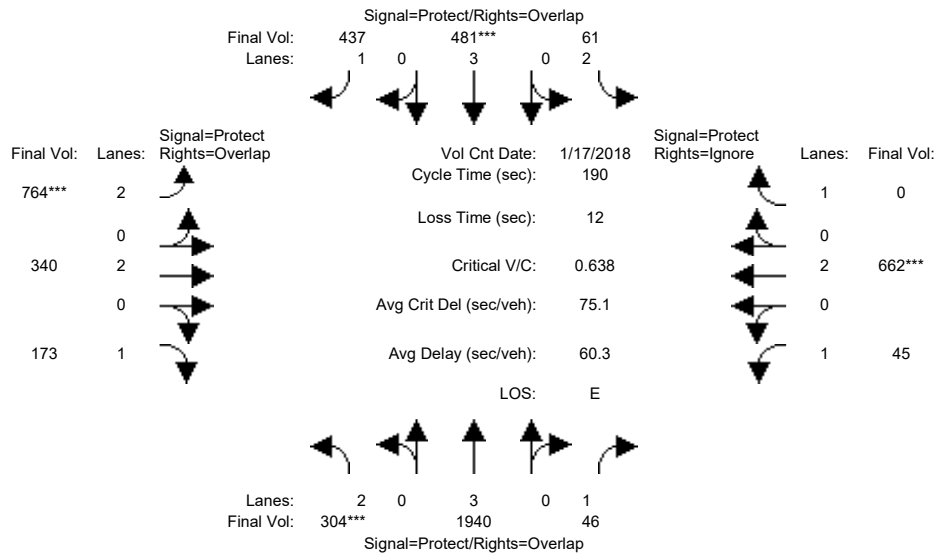 Signal=Protect/Rights=Overlap
Final Vol: 437 481*** 61
Lanes: 1 0 3 0 2
Signal=Protect Signal=Protect
Final Vol: Lanes: Rights=Overlap Vol Cnt Date: 1/17/2018 Rights=Ignore Lanes: Final Vol:
Cycle Time (sec): 190
764*** 2 1 0
Loss Time (sec): 12
0 0
340 2 Critical V/C: 0.638 2 662***
0 Avg Crit Del (sec/veh): 75.1 0
173 1 Avg Delay (sec/veh): 60.3 1 45
LOS: E
Lanes: 2 0 3 0 1
Final Vol: 304*** 1940 46
Signal=Protect/Rights=Overlap